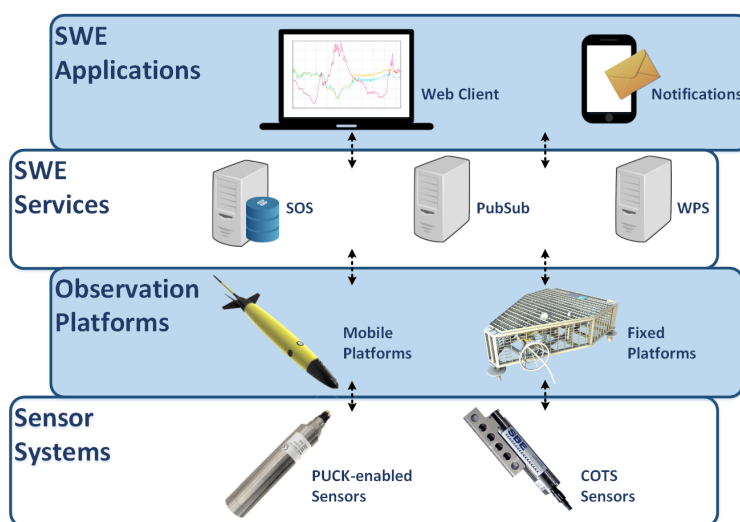 SWE
Applications
Web Client
Notifications
SWE
Services
SOS
PubSub
WPS
Observation
Platforms
Mobile
Platforms
Fixed
Platforms
Sensor
Systems
SBE
PUCK-enabled
Sensors
COTS
Sensors